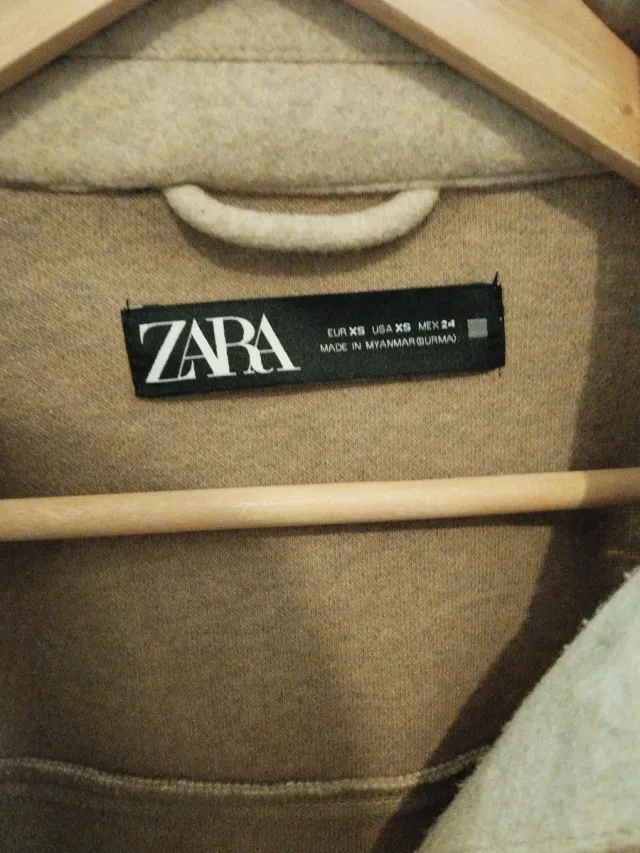 ZARA
EUR XS USA XS MEX 24
MADE IN MYANMAR(BURMA)